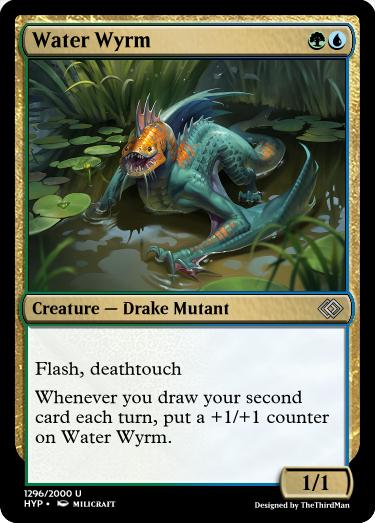 Water Wyrm
Creature — Drake Mutant
Flash, deathtouch
Whenever you draw your second
card each turn, put a +1/+1 counter
on Water Wyrm.
1/1
1296/2000 U
HYP • MILICRAFT
Designed by TheThirdMan